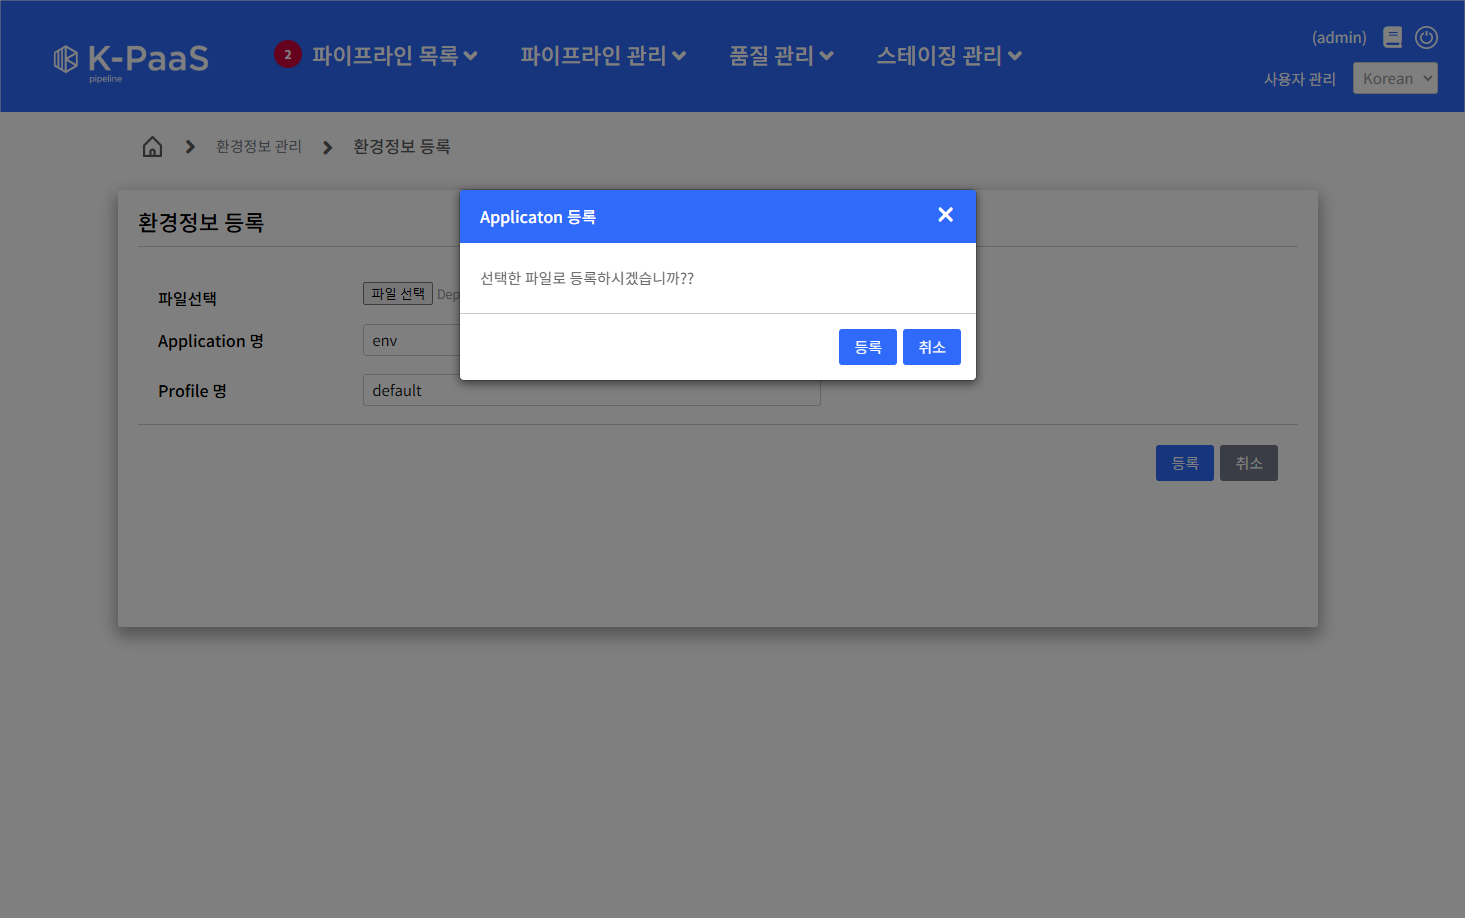 K-PaaS
pipeline
2 파이프라인 목록 파이프라인 관리 품질 관리 스테이징 관리
(admin)
사용자 관리 Korean
환경정보 관리 환경정보 등록
환경정보 등록
Applicaton 등록
선택한 파일로 등록하시겠습니까??
등록 취소
파일선택 파일 선택 Dep
Application 명 env
Profile 명 default
등록 취소